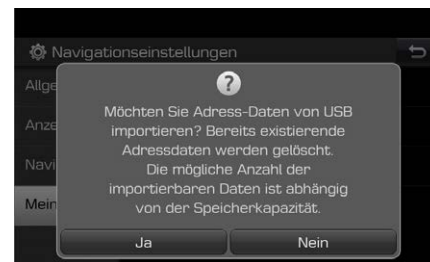 Navigationseinstellungen
Allge
Anze
Navi
Mein
?
Möchten Sie Adress-Daten von USB
importieren? Bereits existierende
Adressdaten werden gelöscht.
Die mögliche Anzahl der
importierbaren Daten ist abhängig
von der Speicherkapazität.
Ja Nein